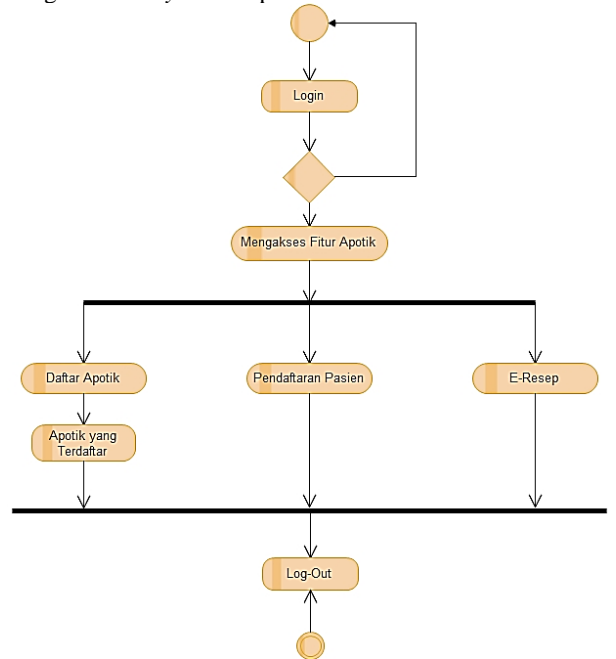 Login
Mengakses Fitur Apotik
Daftar Apotik
Pendaftaran Pasien
E-Resep
Apotik yang
Terdaftar
Log-Out